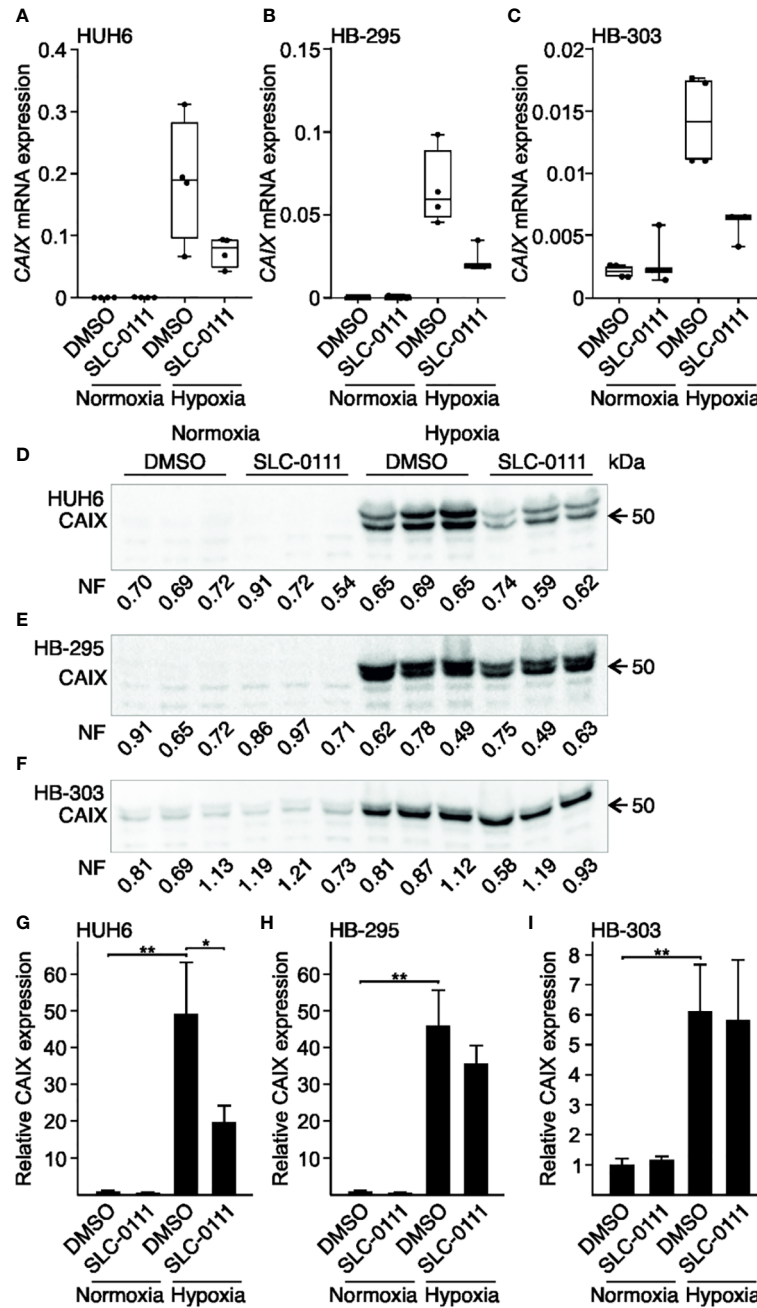 A
HUH6
CAIX mRNA expression
0.4
0.3
0.2
0.1
0
DMSO
SLC-0111
DMSO
SLC-0111
Normoxia
Hypoxia
B
HB-295
CAIX mRNA expression
0.15
0.10
0.05
0
DMSO
SLC-0111
DMSO
SLC-0111
Normoxia
Hypoxia
C
HB-303
CAIX mRNA expression
0.02
0.015
0.01
0.005
0
DMSO
SLC-0111
DMSO
SLC-0111
Normoxia
Hypoxia
Normoxia Hypoxia
D DMSO SLC-0111 DMSO SLC-0111 kDa
HUH6
CAIX
50
NF 0.70 0.69 0.72 0.91 0.72 0.54 0.65 0.69 0.65 0.74 0.59 0.62
E
HB-295
CAIX
50
NF 0.91 0.65 0.72 0.86 0.97 0.71 0.62 0.78 0.49 0.75 0.49 0.63
F
HB-303
CAIX
50
NF 0.81 0.69 1.13 1.19 1.21 0.73 0.81 0.87 1.12 0.58 1.19 0.93
G
HUH6
Relative CAIX expression
60
50
40
30
20
10
** *
DMSO
SLC-0111
DMSO
SLC-0111
Normoxia
Hypoxia
H
HB-295
Relative CAIX expression
60
50
40
30
20
10
**
DMSO
SLC-0111
DMSO
SLC-0111
Normoxia
Hypoxia
I
HB-303
Relative CAIX expression
8
7
6
5
4
3
2
1
**
DMSO
SLC-0111
DMSO
SLC-0111
Normoxia
Hypoxia